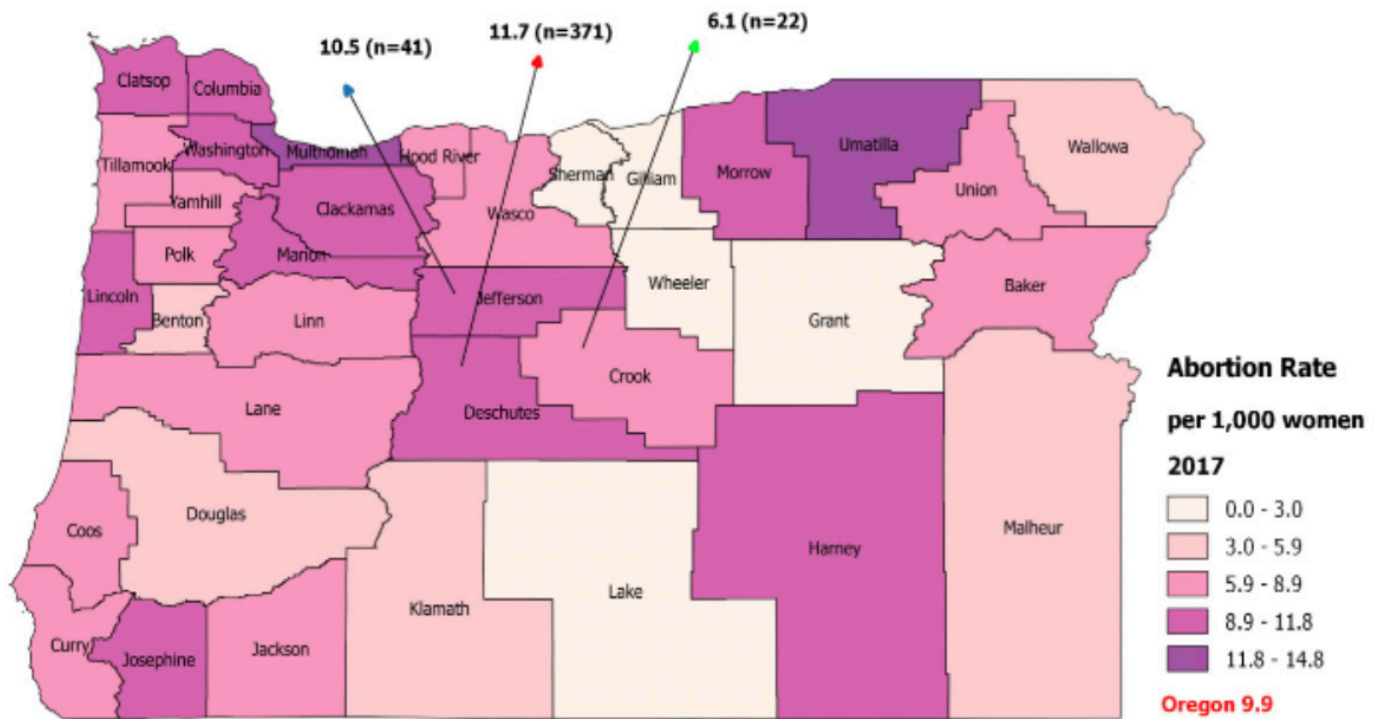 6.1 (n=22)
11.7 (n=371)
10.5 (n=41)
Clatsop
Columbia
Tillamook
Washington
Multnomah
Hood River
Sherman
Gilliam
Morrow
Umatilla
Wallowa
Union
Yamhill
Clackamas
Wasco
Polk
Marion
Lincoln
Benton
Linn
Jefferson
Wheeler
Grant
Baker
Lane
Deschutes
Crook
Coos
Douglas
Klamath
Lake
Harney
Malheur
Curry
Josephine
Jackson
Abortion Rate
per 1,000 women
2017
0.0 - 3.0
3.0 - 5.9
5.9 - 8.9
8.9 - 11.8
11.8 - 14.8
Oregon 9.9